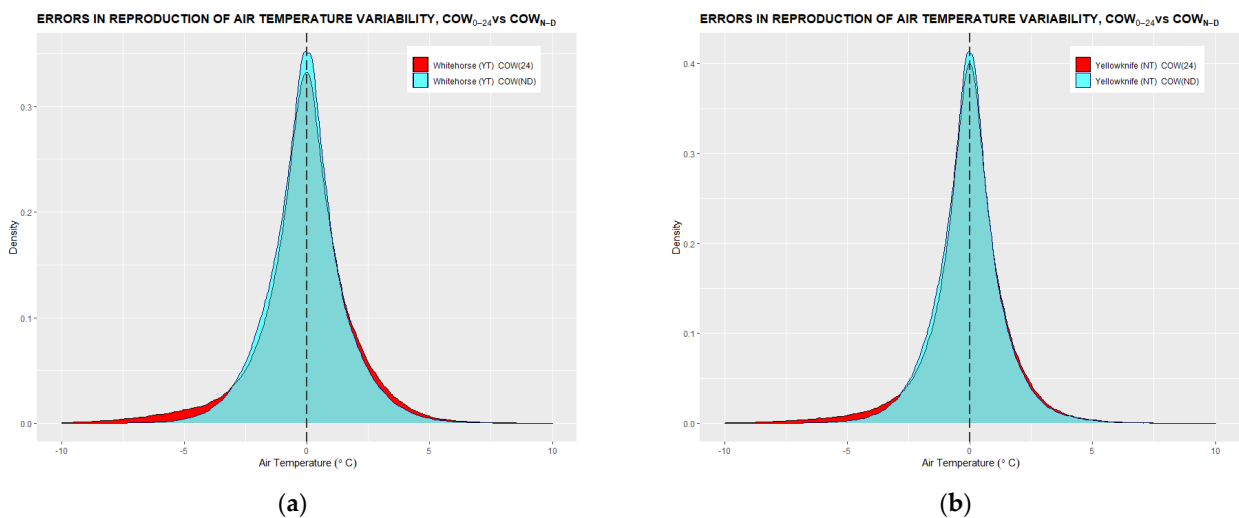 ERRORS IN REPRODUCTION OF AIR TEMPERATURE VARIABILITY, COW0–24vs COWN–D
Whitehorse (YT) COW(24)
Whitehorse (YT) COW(ND)
Density
0.3
0.2
0.1
0.0
-10
-5
0
5
10
Air Temperature (° C)
(a)
ERRORS IN REPRODUCTION OF AIR TEMPERATURE VARIABILITY, COW0–24vs COWN–D
Yellowknife (NT) COW(24)
Yellowknife (NT) COW(ND)
Density
0.4
0.3
0.2
0.1
0.0
-10
-5
0
5
10
Air Temperature (° C)
(b)